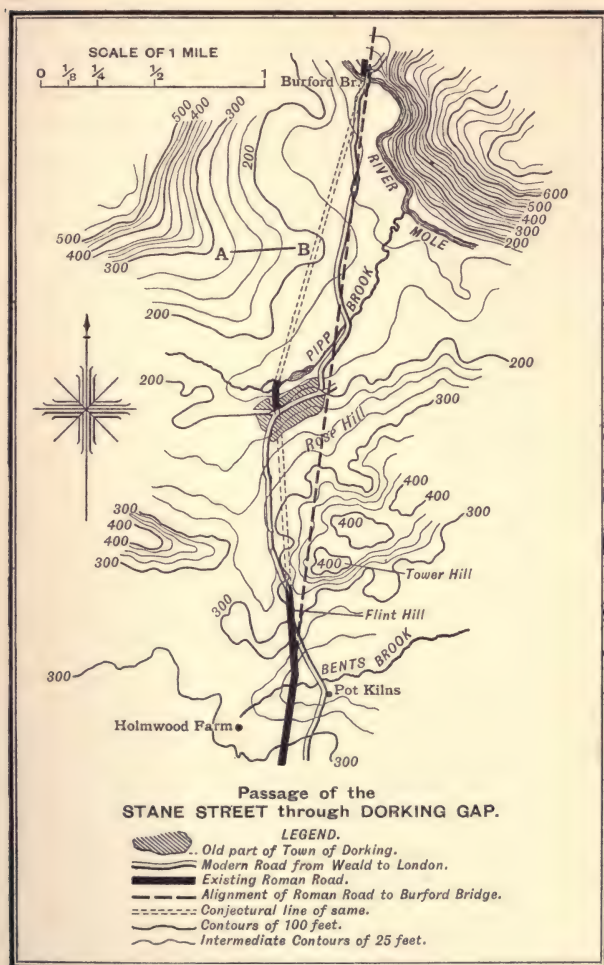 SCALE OF 1 MILE
0 ⅛ ¼ ½ 1
Burford Br.
500
400
300
200
RIVER
MOLE
600
500
400
300
200
500
400
300
200
A B
PIPP BROOK
200
200
300
Rose Hill
400
400
300
400
400
Tower Hill
300
400
400
300
Flint Hill
300
BENTS BROOK
300
Pot Kilns
Holmwood Farm
300
Passage of the
STANE STREET through DORKING GAP.
LEGEND.
Old part of Town of Dorking.
Modern Road from Weald to London.
Existing Roman Road.
Alignment of Roman Road to Burford Bridge.
Conjectural line of same.
Contours of 100 feet.
Intermediate Contours of 25 feet.